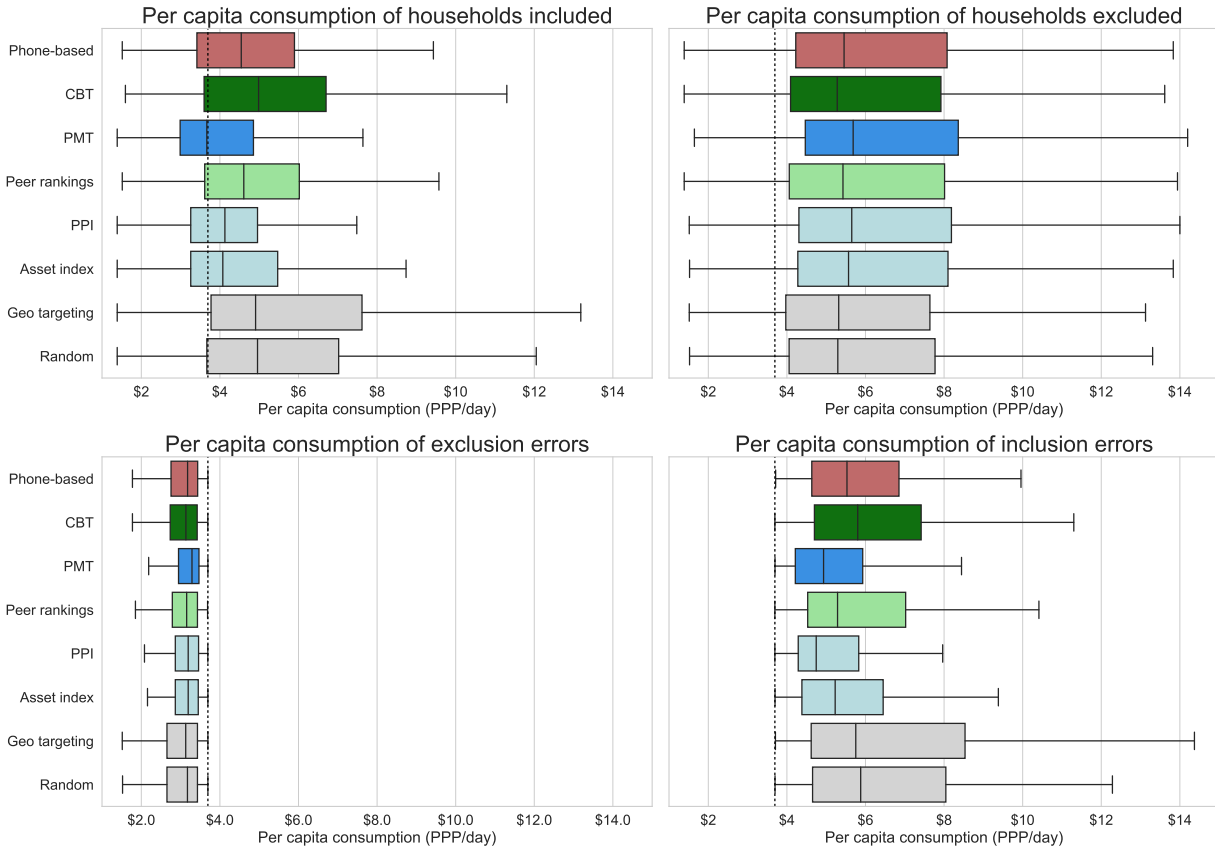 Per capita consumption of households included
Phone-based
CBT
PMT
Peer rankings
PPI
Asset index
Geo targeting
Random
$2 $4 $6 $8 $10 $12 $14
Per capita consumption (PPP/day)
Per capita consumption of households excluded
$2 $4 $6 $8 $10 $12 $14
Per capita consumption (PPP/day)
Per capita consumption of exclusion errors
Phone-based
CBT
PMT
Peer rankings
PPI
Asset index
Geo targeting
Random
$2.0 $4.0 $6.0 $8.0 $10.0 $12.0 $14.0
Per capita consumption (PPP/day)
Per capita consumption of inclusion errors
$2 $4 $6 $8 $10 $12 $14
Per capita consumption (PPP/day)